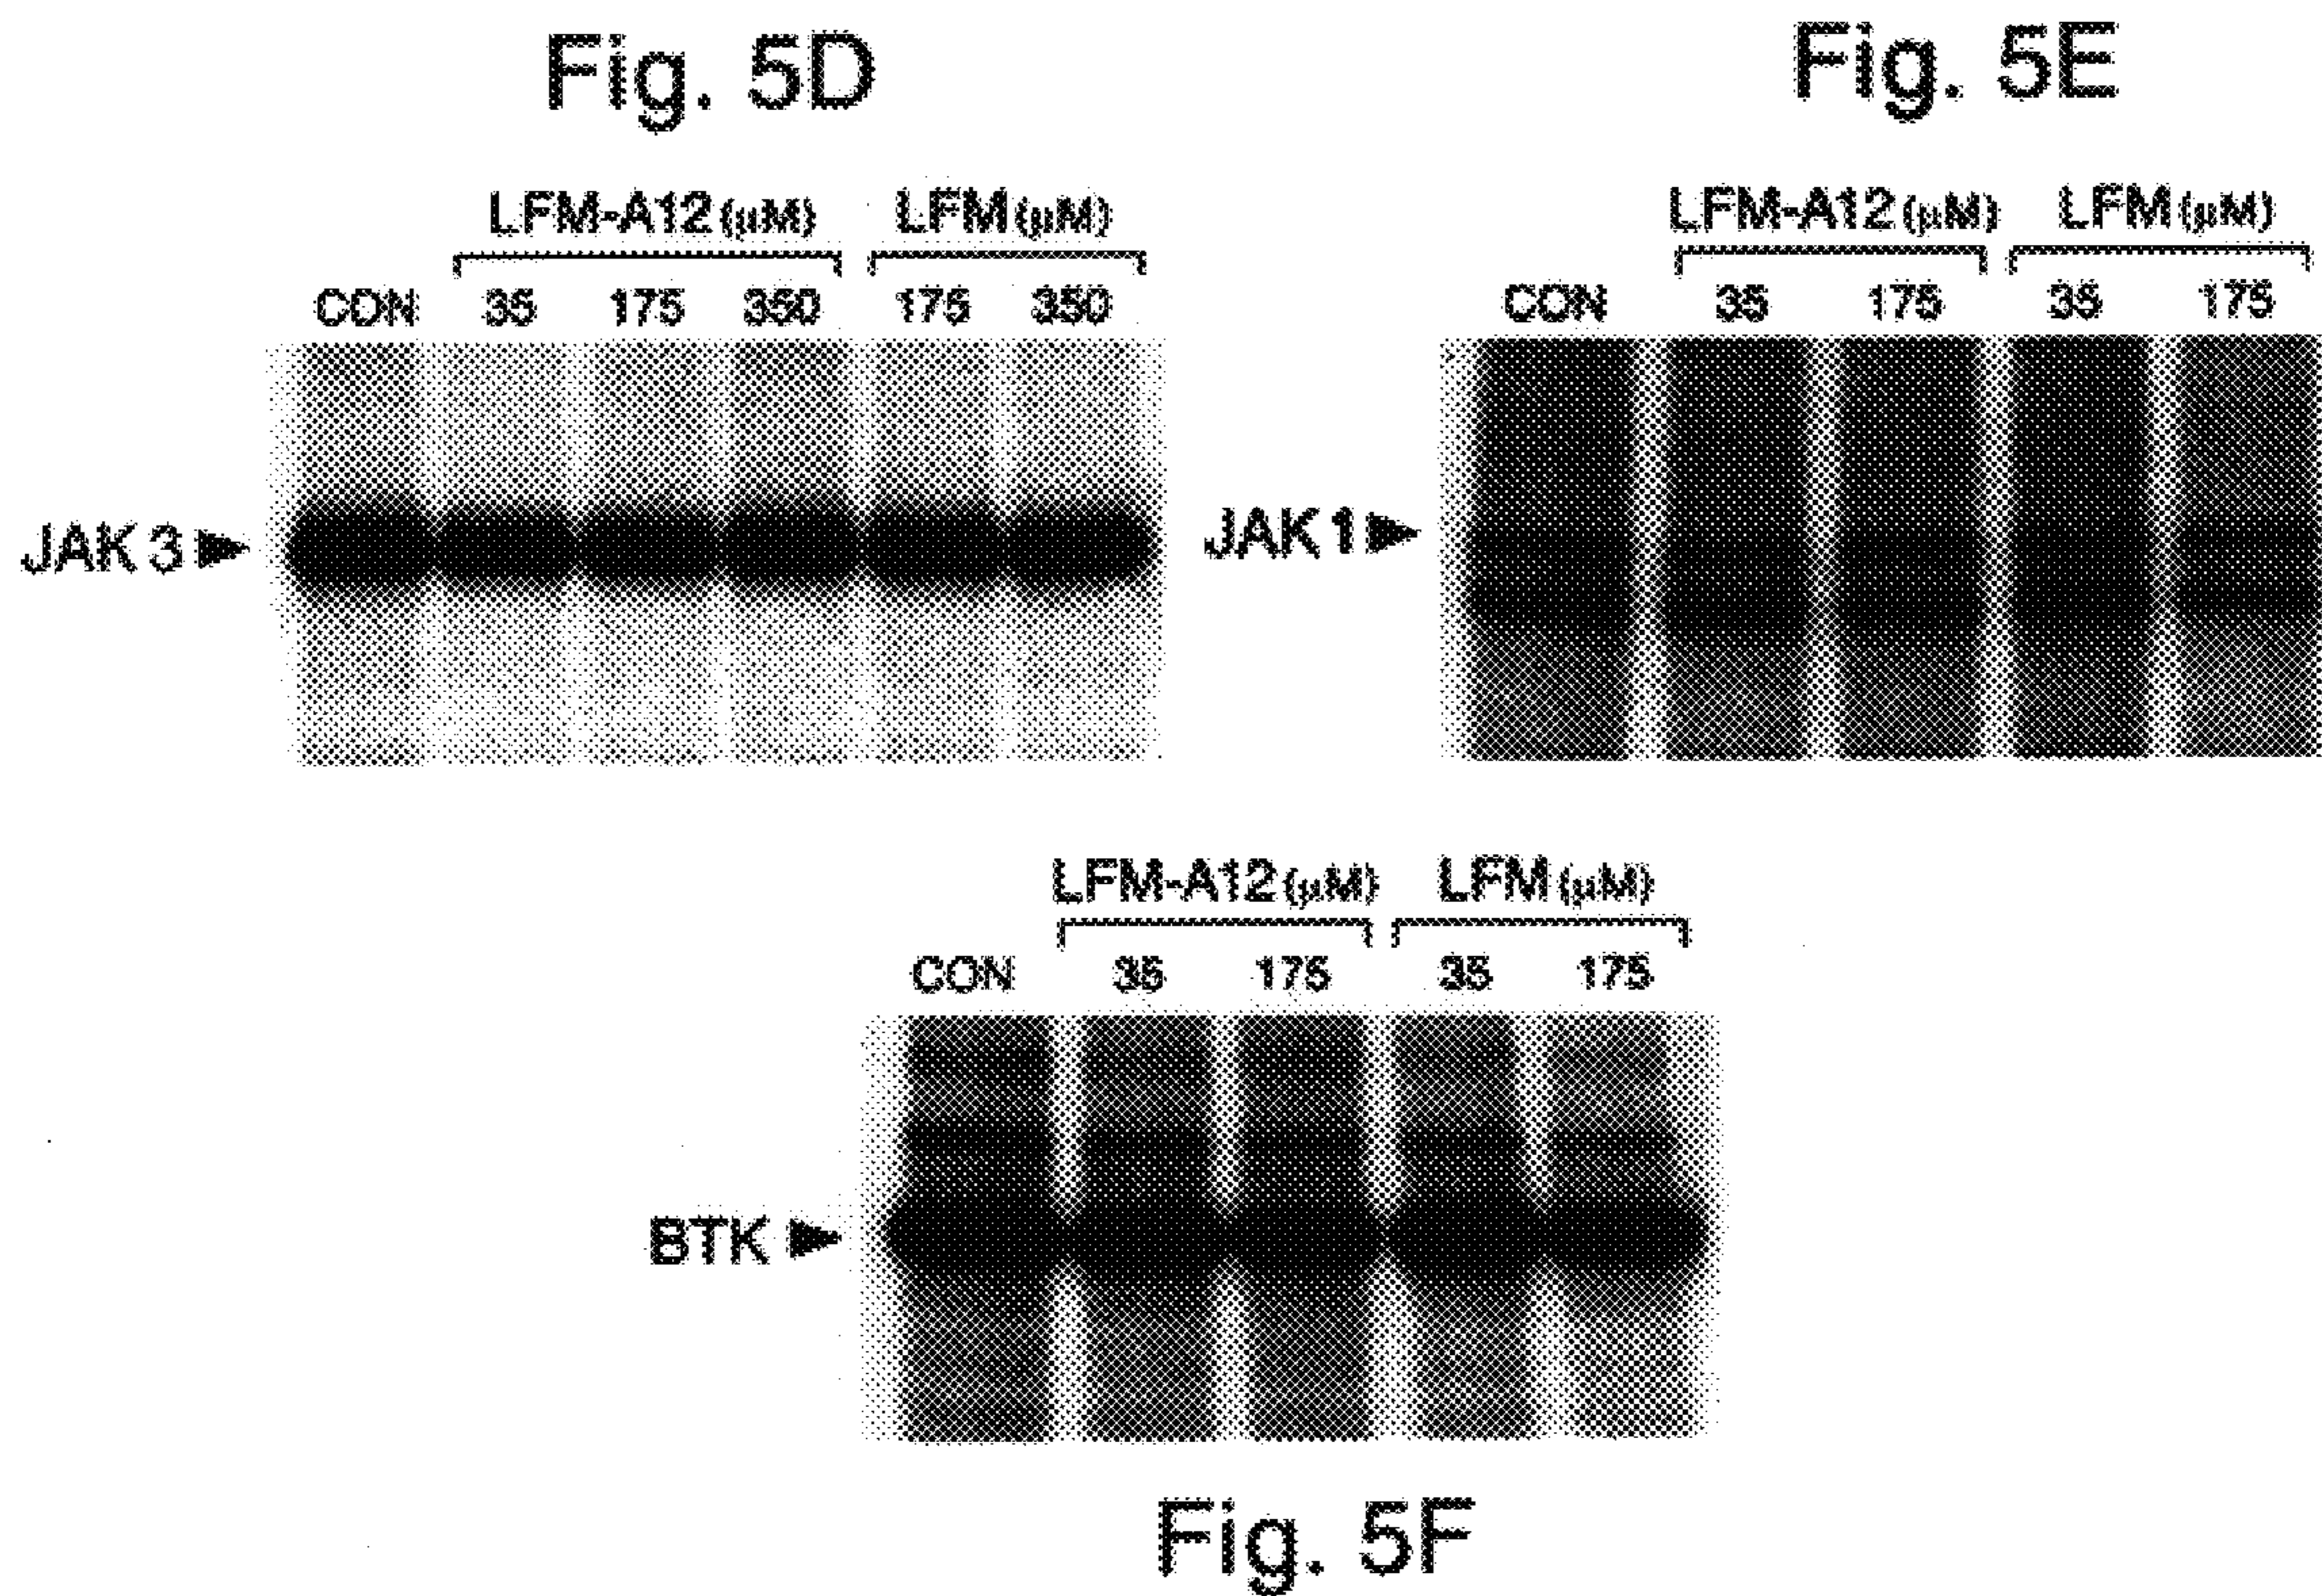 Fig. 5D
LFM-A12 (μM) LFM (μM)
CON 35 175 350 175 350
JAK 3
Fig. 5E
LFM-A12 (μM) LFM (μM)
CON 35 175 35 175
JAK 1
LFM-A12 (μM) LFM (μM)
CON 35 175 35 175
BTK
Fig. 5F